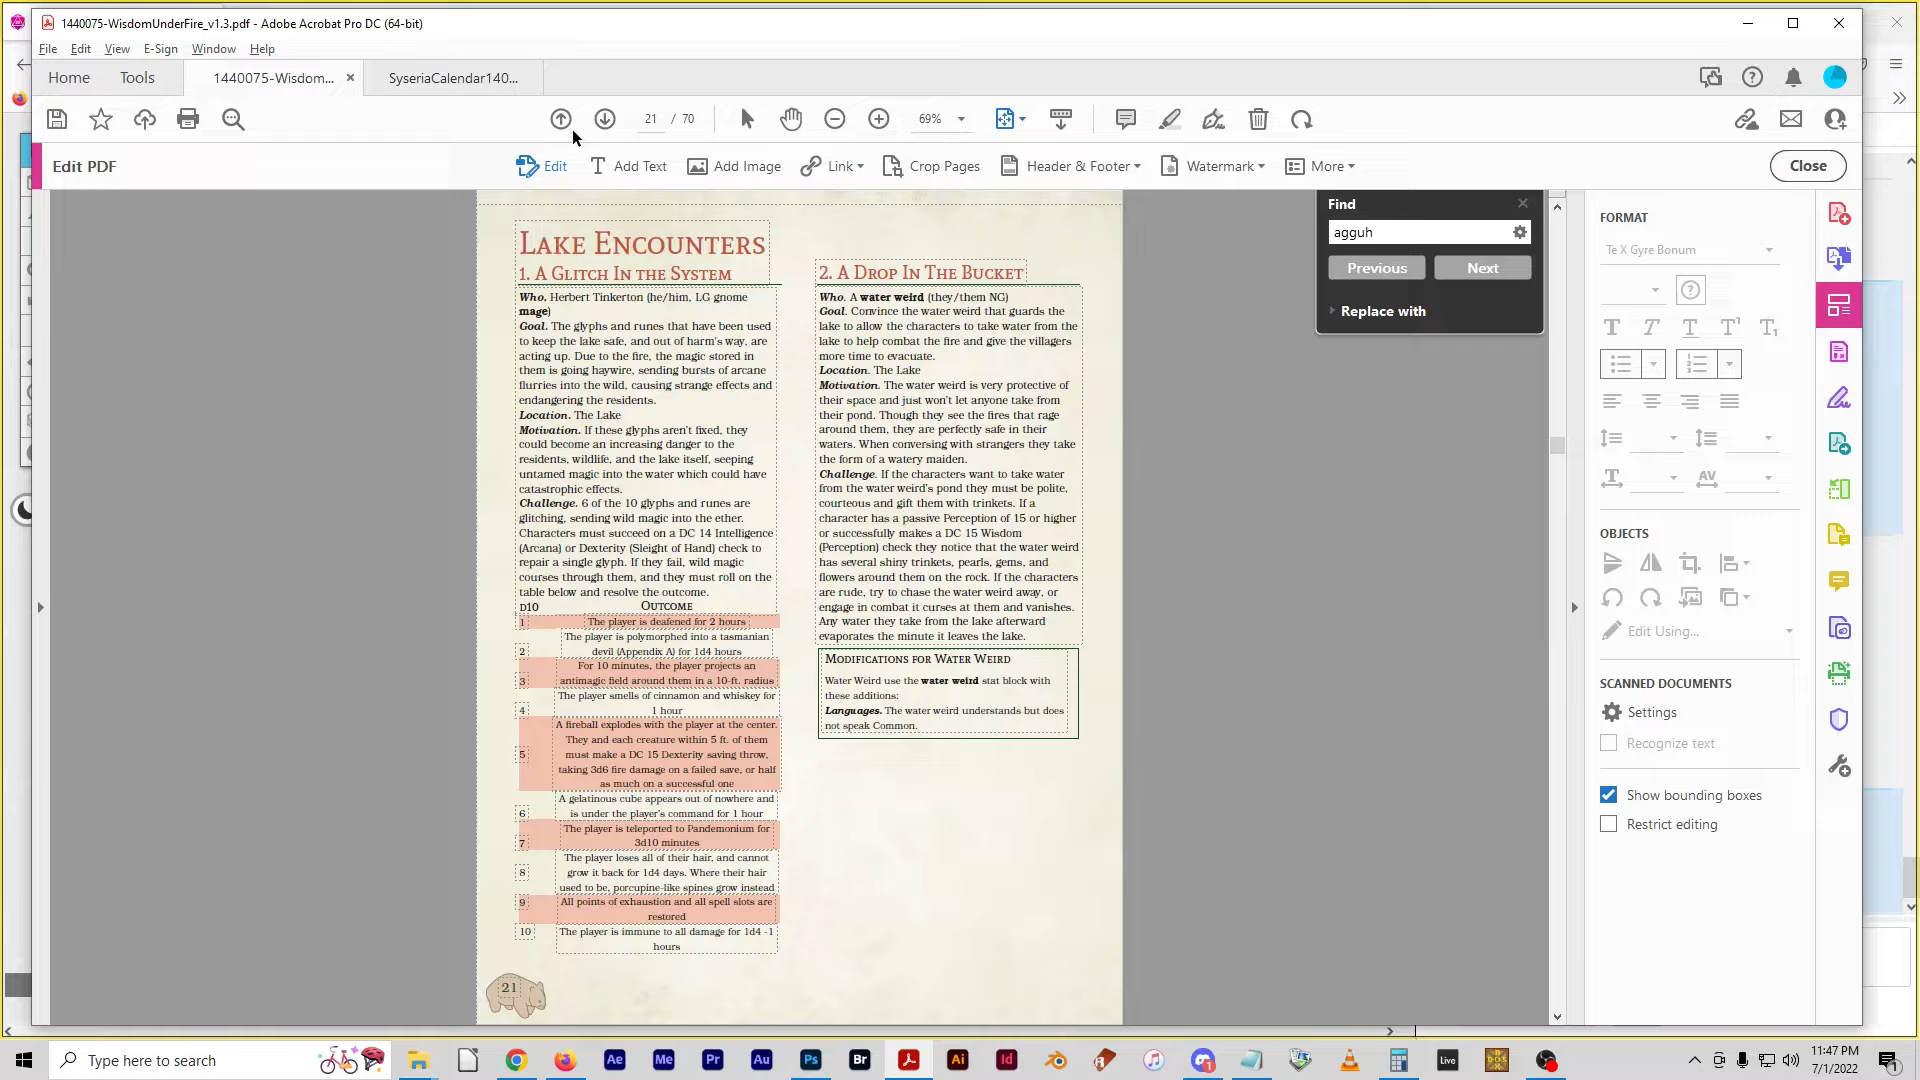 1440075-WisdomUnderFire_v1.3.pdf - Adobe Acrobat Pro DC (64-bit)
File Edit View E-Sign Window Help
Home Tools 1440075-Wisdom... SyseriaCalendar140...
21 / 70 69%
Edit PDF Edit Add Text Add Image Link Crop Pages Header & Footer Watermark More Close
LAKE ENCOUNTERS
1. A GLITCH IN THE SYSTEM
Who. Herbert Tinkerton (he/him, LG gnome
mage)
Goal. The glyphs and runes that have been used
to keep the lake safe, and out of harm's way, are
acting up. Due to the fire, the magic stored in
them is going haywire, sending bursts of arcane
flurries into the wild, causing strange effects and
endangering the residents.
Location. The Lake
Motivation. If these glyphs aren't fixed, they
could become an increasing danger to the
residents, wildlife, and the lake itself, seeping
untamed magic into the water which could have
catastrophic effects.
Challenge. 6 of the 10 glyphs and runes are
glitching, sending wild magic into the ether.
Characters must succeed on a DC 14 Intelligence
(Arcana) or Dexterity (Sleight of Hand) check to
repair a single glyph. If they fail, wild magic
courses through them, and they must roll on the
table below and resolve the outcome.
D10 OUTCOME
1 The player is deafened for 2 hours
The player is polymorphed into a tasmanian
2 devil (Appendix A) for 1d4 hours
For 10 minutes, the player projects an
3 antimagic field around them in a 10-ft. radius
The player smells of cinnamon and whiskey for
4 1 hour
A fireball explodes with the player at the center.
They and each creature within 5 ft. of them
5 must make a DC 15 Dexterity saving throw,
taking 3d6 fire damage on a failed save, or half
as much on a successful one
A gelatinous cube appears out of nowhere and
6 is under the player's command for 1 hour
The player is teleported to Pandemonium for
7 3d10 minutes
The player loses all of their hair, and cannot
8 grow it back for 1d4 days. Where their hair
used to be, porcupine-like spines grow instead
9 All points of exhaustion and all spell slots are
restored
10 The player is immune to all damage for 1d4 -1
hours
21
2. A DROP IN THE BUCKET
Who. A water weird (they/them NG)
Goal. Convince the water weird that guards the
lake to allow the characters to take water from the
lake to help combat the fire and give the villagers
more time to evacuate.
Location. The Lake
Motivation. The water weird is very protective of
their space and just won't let anyone take from
their pond. Though they see the fires that rage
around them, they are perfectly safe in their
waters. When conversing with strangers they take
the form of a watery maiden.
Challenge. If the characters want to take water
from the water weird's pond they must be polite,
courteous and gift them with trinkets. If a
character has a passive Perception of 15 or higher
or successfully makes a DC 15 Wisdom
(Perception) check they notice that the water weird
has several shiny trinkets, pearls, gems, and
flowers around them on the rock. If the characters
are rude, try to chase the water weird away, or
engage in combat it curses at them and vanishes.
Any water they take from the lake afterward
evaporates the minute it leaves the lake.
MODIFICATIONS FOR WATER WEIRD
Water Weird use the water weird stat block with
these additions:
Languages. The water weird understands but does
not speak Common.
Find
agguh
Previous Next
Replace with
FORMAT
Te X Gyre Bonum
OBJECTS
Edit Using...
SCANNED DOCUMENTS
Settings
Recognize text
Show bounding boxes
Restrict editing
Type here to search
Ae Me Pr Au Ps Br Ai Id Live
11:47 PM
7/1/2022